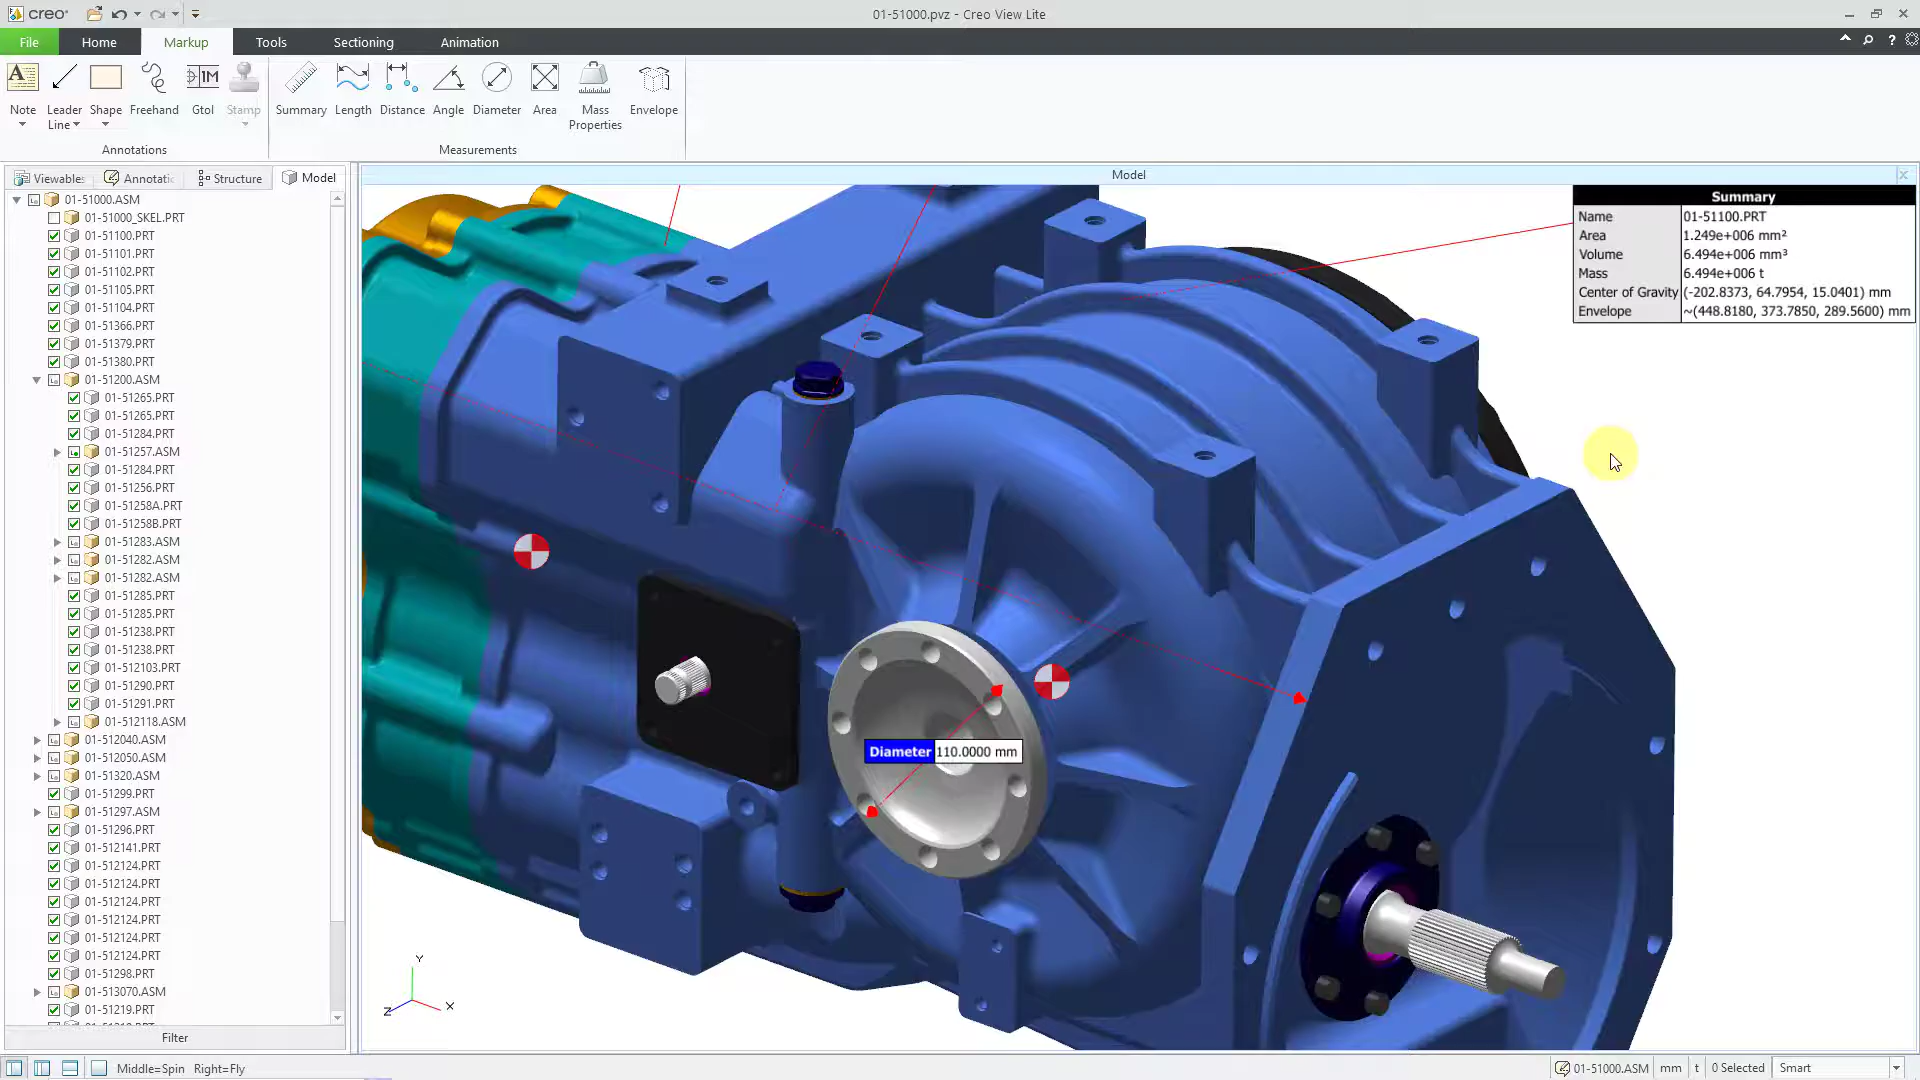 creo
01-51000.pvz - Creo View Lite
File Home Markup Tools Sectioning Animation
Note Leader Line Shape Freehand Gtol Stamp
Annotations
Summary Length Distance Angle Diameter Area Mass Properties Envelope
Measurements
Viewables Annotati Structure Model
01-51000.ASM
01-51000_SKEL.PRT
01-51100.PRT
01-51101.PRT
01-51102.PRT
01-51105.PRT
01-51104.PRT
01-51366.PRT
01-51379.PRT
01-51380.PRT
01-51200.ASM
01-51265.PRT
01-51265.PRT
01-51284.PRT
01-51257.ASM
01-51284.PRT
01-51256.PRT
01-51258A.PRT
01-51258B.PRT
01-51283.ASM
01-51282.ASM
01-51282.ASM
01-51285.PRT
01-51285.PRT
01-51238.PRT
01-51238.PRT
01-512103.PRT
01-51290.PRT
01-51291.PRT
01-512118.ASM
01-512040.ASM
01-512050.ASM
01-51320.ASM
01-51299.PRT
01-51297.ASM
01-51296.PRT
01-512141.PRT
01-512124.PRT
01-512124.PRT
01-512124.PRT
01-512124.PRT
01-512124.PRT
01-512124.PRT
01-51298.PRT
01-513070.ASM
01-51219.PRT
Filter
Model
Summary
Name 01-51100.PRT
Area 1.249e+006 mm²
Volume 6.494e+006 mm³
Mass 6.494e+006 t
Center of Gravity (-202.8373, 64.7954, 15.0401) mm
Envelope ~(448.8180, 373.7850, 289.5600) mm
Diameter 110.0000 mm
Y
X
Z
Middle=Spin Right=Fly
01-51000.ASM mm t 0 Selected Smart